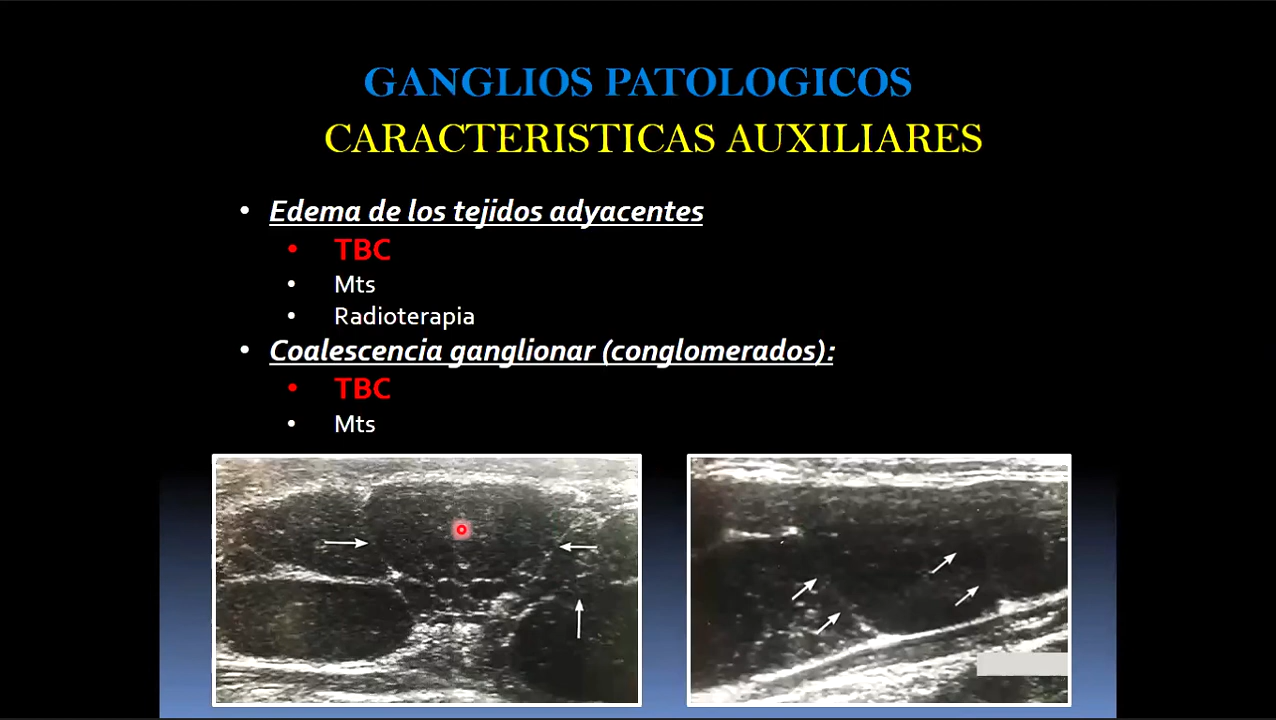 GANGLIOS PATOLOGICOS
CARACTERISTICAS AUXILIARES
• Edema de los tejidos adyacentes
• TBC
• Mts
• Radioterapia
• Coalescencia ganglionar (conglomerados):
• TBC
• Mts